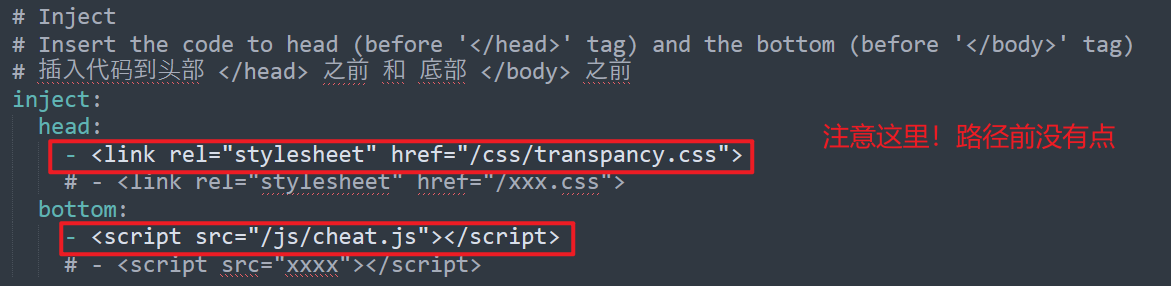 # Inject
# Insert the code to head (before '</head>' tag) and the bottom (before '</body>' tag)
# 插入代码到头部 </head> 之前 和 底部 </body> 之前
inject:
head:
- <link rel="stylesheet" href="/css/transpancy.css">
注意这里！路径前没有点
# - <link rel="stylesheet" href="/xxx.css">
bottom:
- <script src="/js/cheat.js"></script>
# - <script src="xxxx"></script>